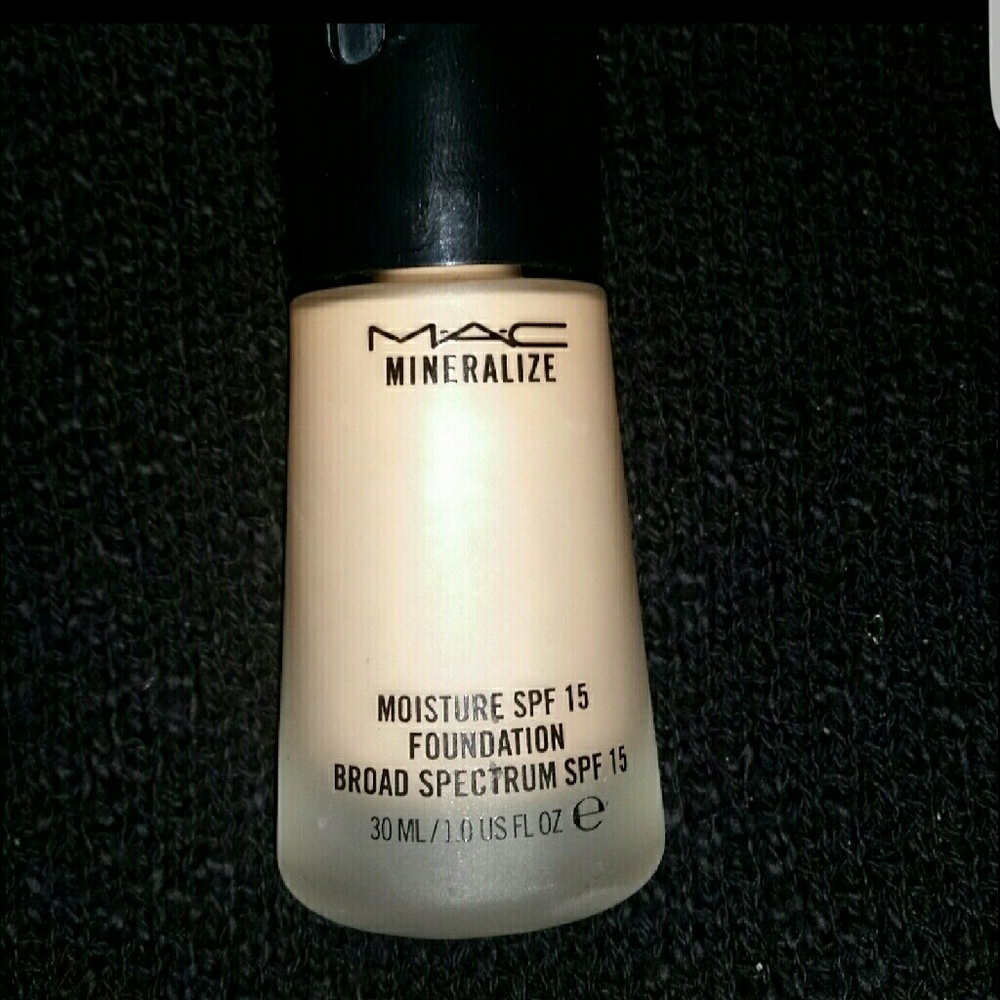 MAC
MINERALIZE
MOISTURE SPF 15
FOUNDATION
BROAD SPECTRUM SPF 15
30 ML / 1.0 US FL OZ e